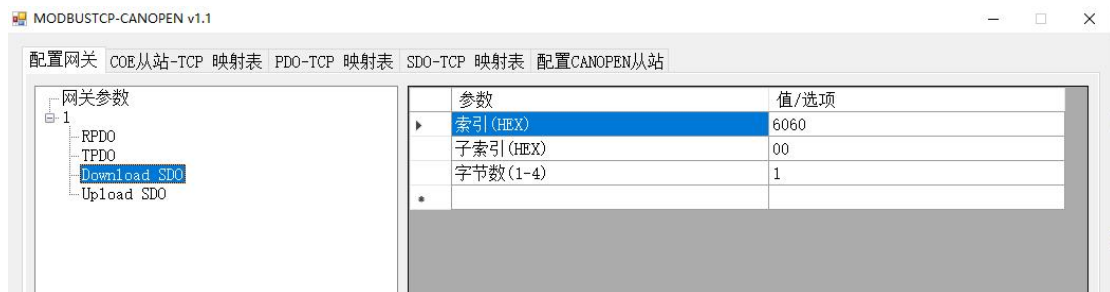 MODBUSTCP-CANOPEN v1.1
配置网关 COE从站-TCP 映射表 PDO-TCP 映射表 SDO-TCP 映射表 配置CANOPEN从站
网关参数
1
RPDO
TPDO
Download SDO
Upload SDO
参数 值/选项
索引(HEX) 6060
子索引(HEX) 00
字节数(1-4) 1